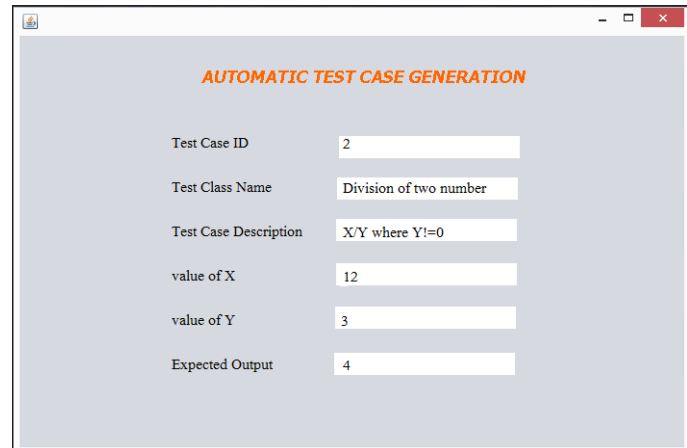 AUTOMATIC TEST CASE GENERATION
Test Case ID 2
Test Class Name Division of two number
Test Case Description X/Y where Y!=0
value of X 12
value of Y 3
Expected Output 4